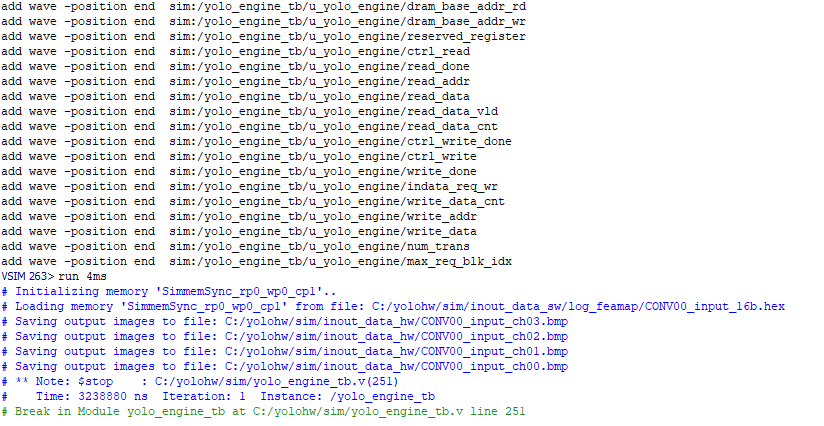 add wave -position end  sim:/yolo_engine_tb/u_yolo_engine/dram_base_addr_rd
add wave -position end  sim:/yolo_engine_tb/u_yolo_engine/dram_base_addr_wr
add wave -position end  sim:/yolo_engine_tb/u_yolo_engine/reserved_register
add wave -position end  sim:/yolo_engine_tb/u_yolo_engine/ctrl_read
add wave -position end  sim:/yolo_engine_tb/u_yolo_engine/read_done
add wave -position end  sim:/yolo_engine_tb/u_yolo_engine/read_addr
add wave -position end  sim:/yolo_engine_tb/u_yolo_engine/read_data
add wave -position end  sim:/yolo_engine_tb/u_yolo_engine/read_data_vld
add wave -position end  sim:/yolo_engine_tb/u_yolo_engine/read_data_cnt
add wave -position end  sim:/yolo_engine_tb/u_yolo_engine/ctrl_write_done
add wave -position end  sim:/yolo_engine_tb/u_yolo_engine/ctrl_write
add wave -position end  sim:/yolo_engine_tb/u_yolo_engine/write_done
add wave -position end  sim:/yolo_engine_tb/u_yolo_engine/indata_req_wr
add wave -position end  sim:/yolo_engine_tb/u_yolo_engine/write_data_cnt
add wave -position end  sim:/yolo_engine_tb/u_yolo_engine/write_addr
add wave -position end  sim:/yolo_engine_tb/u_yolo_engine/write_data
add wave -position end  sim:/yolo_engine_tb/u_yolo_engine/num_trans
add wave -position end  sim:/yolo_engine_tb/u_yolo_engine/max_req_blk_idx
VSIM 263> run 4ms
# Initializing memory 'SimmemSync_rp0_wp0_cp1'..
# Loading memory 'SimmemSync_rp0_wp0_cp1' from file: C:/yolohw/sim/inout_data_sw/log_feamap/CONV00_input_16b.hex
# Saving output images to file: C:/yolohw/sim/inout_data_hw/CONV00_input_ch03.bmp
# Saving output images to file: C:/yolohw/sim/inout_data_hw/CONV00_input_ch02.bmp
# Saving output images to file: C:/yolohw/sim/inout_data_hw/CONV00_input_ch01.bmp
# Saving output images to file: C:/yolohw/sim/inout_data_hw/CONV00_input_ch00.bmp
# ** Note: $stop    : C:/yolohw/sim/yolo_engine_tb.v(251)
#    Time: 3238880 ns  Iteration: 1  Instance: /yolo_engine_tb
# Break in Module yolo_engine_tb at C:/yolohw/sim/yolo_engine_tb.v line 251